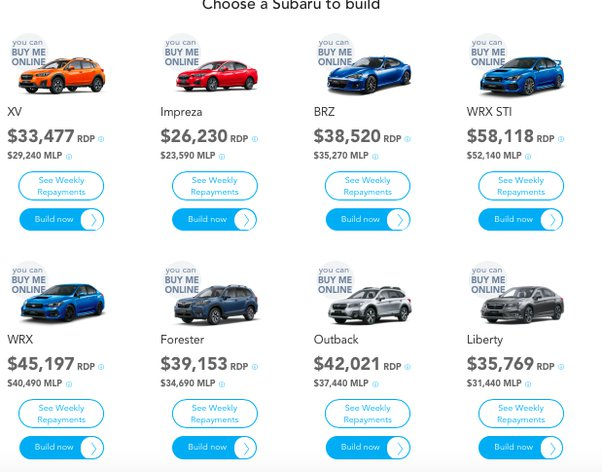 Choose a Subaru to build
you can
BUY ME
ONLINE
you can
BUY ME
ONLINE
you can
BUY ME
ONLINE
you can
BUY ME
ONLINE
XV
Impreza
BRZ
WRX STI
$33,477 RDP
$26,230 RDP
$38,520 RDP
$58,118 RDP
$29,240 MLP
$23,590 MLP
$35,270 MLP
$52,140 MLP
See Weekly
Repayments
See Weekly
Repayments
See Weekly
Repayments
See Weekly
Repayments
Build now
Build now
Build now
Build now
you can
BUY ME
ONLINE
you can
BUY ME
ONLINE
you can
BUY ME
ONLINE
you can
BUY ME
ONLINE
WRX
Forester
Outback
Liberty
$45,197 RDP
$39,153 RDP
$42,021 RDP
$35,769 RDP
$40,490 MLP
$34,690 MLP
$37,440 MLP
$31,440 MLP
See Weekly
Repayments
See Weekly
Repayments
See Weekly
Repayments
See Weekly
Repayments
Build now
Build now
Build now
Build now